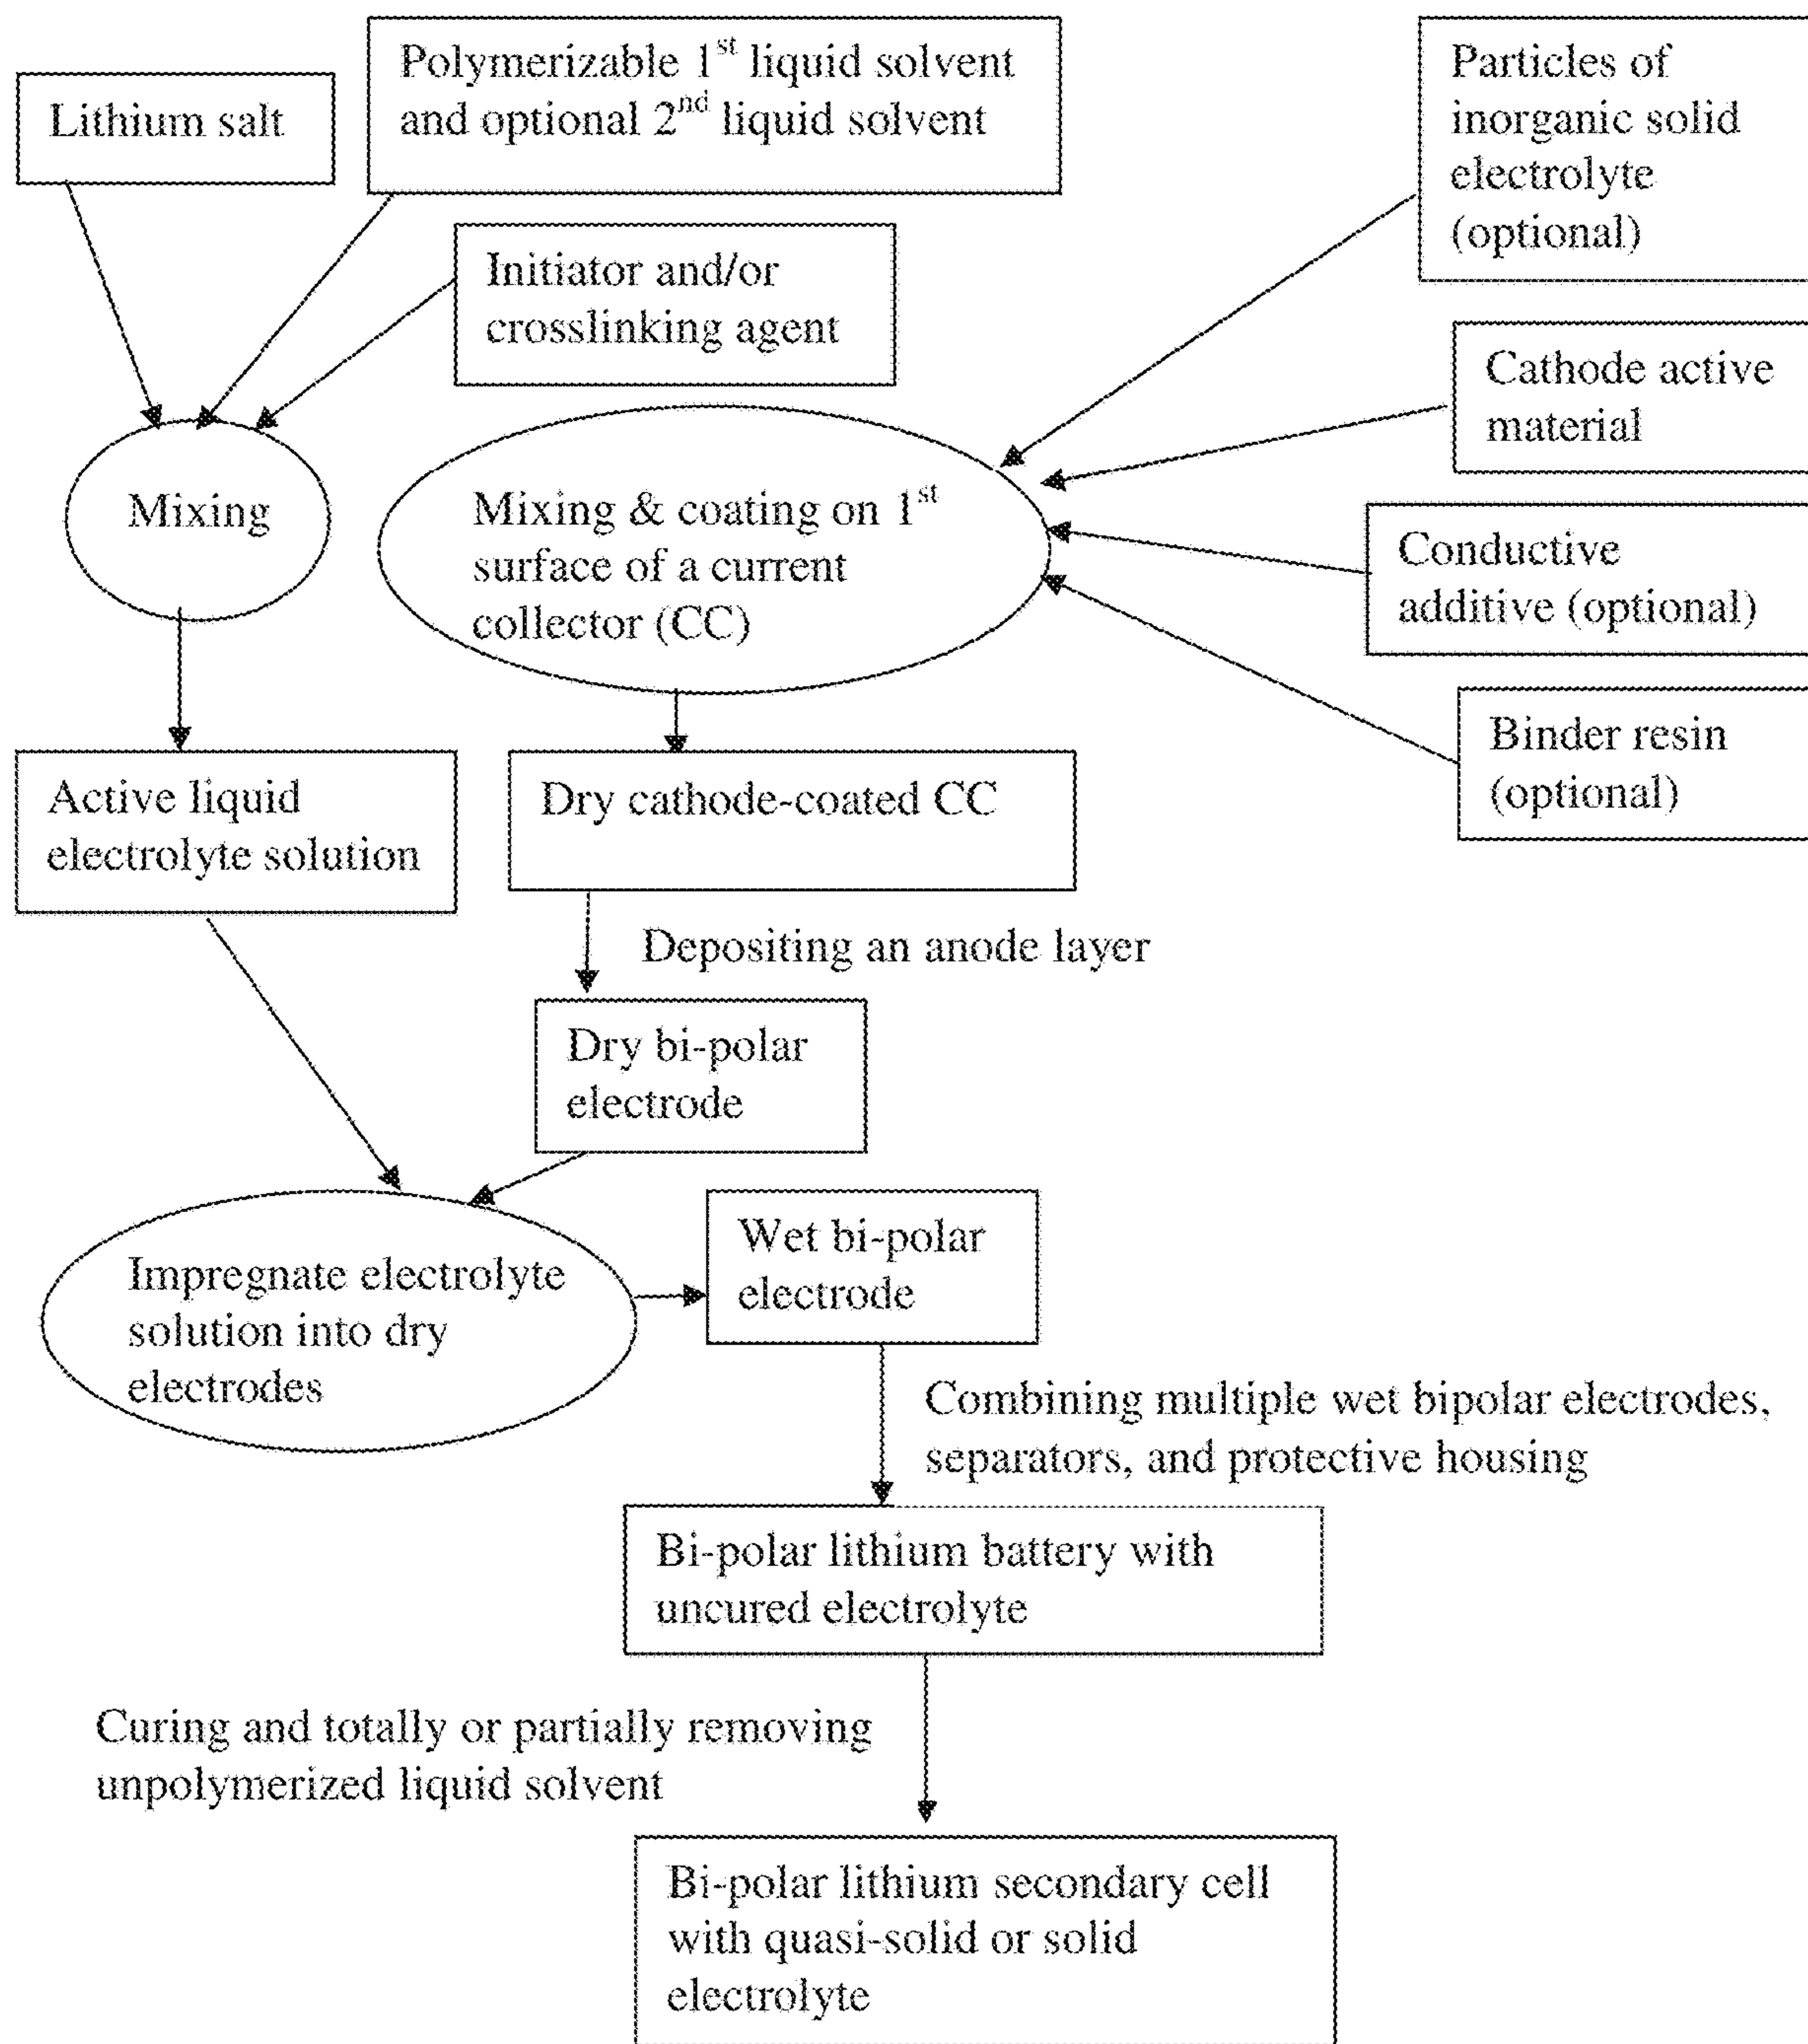 Lithium salt
Polymerizable 1st liquid solvent
and optional 2nd liquid solvent
Particles of
inorganic solid
electrolyte
(optional)
Initiator and/or
crosslinking agent
Cathode active
material
Mixing
Mixing & coating on 1st
surface of a current
collector (CC)
Conductive
additive (optional)
Binder resin
(optional)
Active liquid
electrolyte solution
Dry cathode-coated CC
Depositing an anode layer
Dry bi-polar
electrode
Impregnate electrolyte
solution into dry
electrodes
Wet bi-polar
electrode
Combining multiple wet bipolar electrodes,
separators, and protective housing
Bi-polar lithium battery with
uncured electrolyte
Curing and totally or partially removing
unpolymerized liquid solvent
Bi-polar lithium secondary cell
with quasi-solid or solid
electrolyte